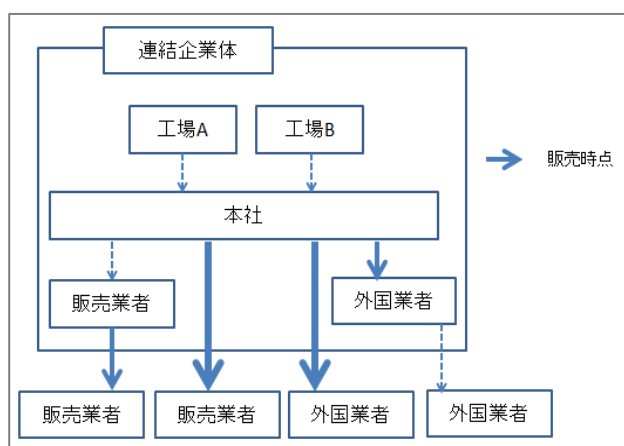 連結企業体
工場A
工場B
販売時点
本社
販売業者
外国業者
販売業者
販売業者
外国業者
外国業者